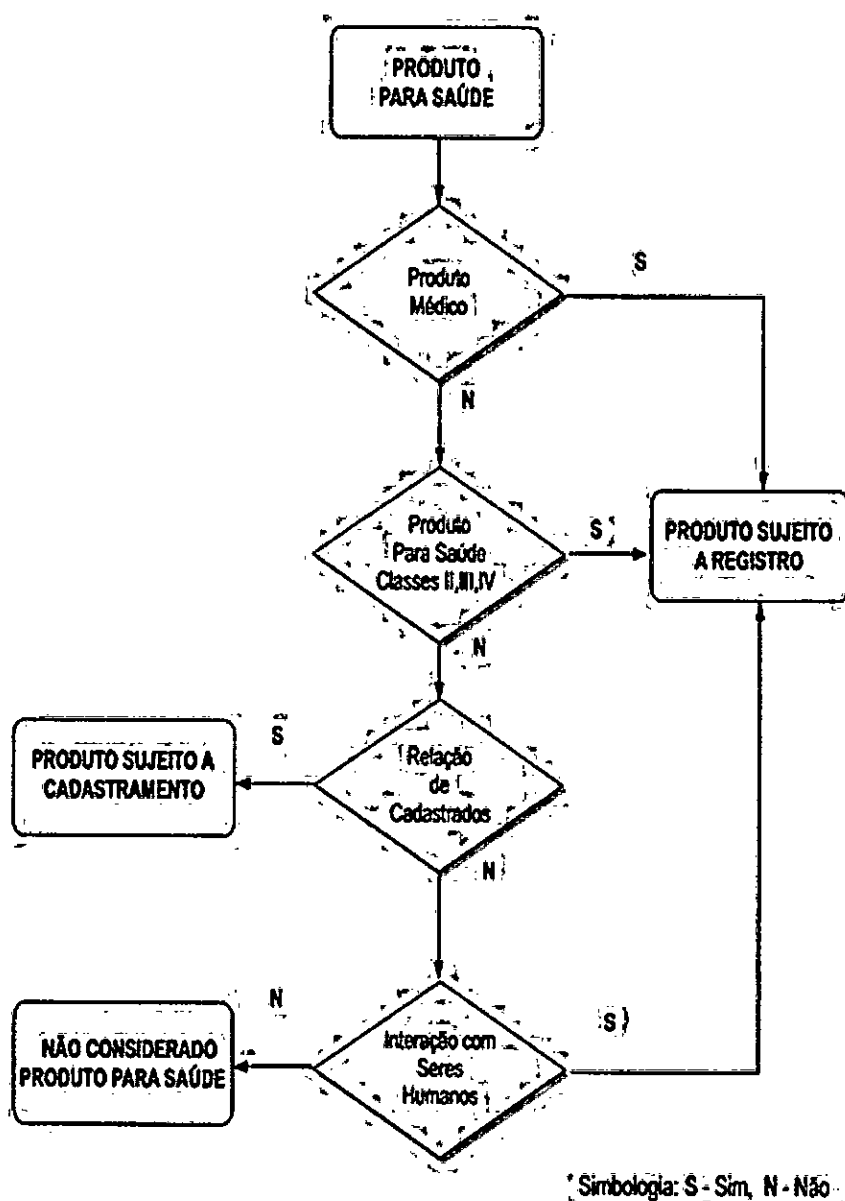 PRODUTO
PARA SAÚDE
Produto
Médico
S
N
Produto
Para Saúde
Classes II,III,IV
S
PRODUTO SUJEITO
A REGISTRO
N
Relação
de
Cadastrados
S
PRODUTO SUJEITO A
CADASTRAMENTO
N
Interação com
Seres
Humanos
N
S
NÃO CONSIDERADO
PRODUTO PARA SAÚDE
Simbologia: S - Sim, N - Não